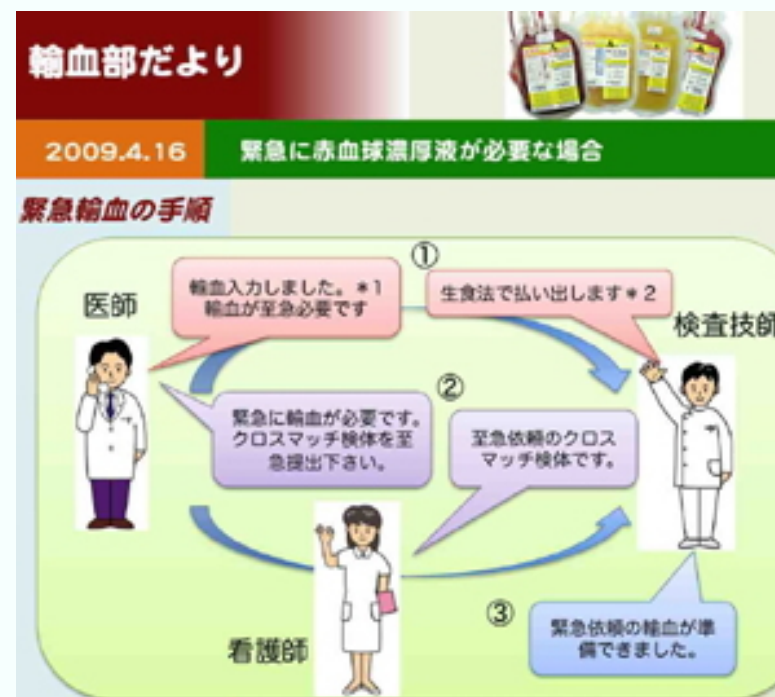 輸血部だより
2009.4.16
緊急に赤血球濃厚液が必要な場合
緊急輸血の手順
①
医師
輸血入力しました。＊1
輸血が至急必要です
生食法で払い出します＊2
検査技師
②
緊急に輸血が必要です。
クロスマッチ検体を至
急提出下さい。
至急依頼のクロス
マッチ検体です。
看護師
③
緊急依頼の輸血が準
備できました。